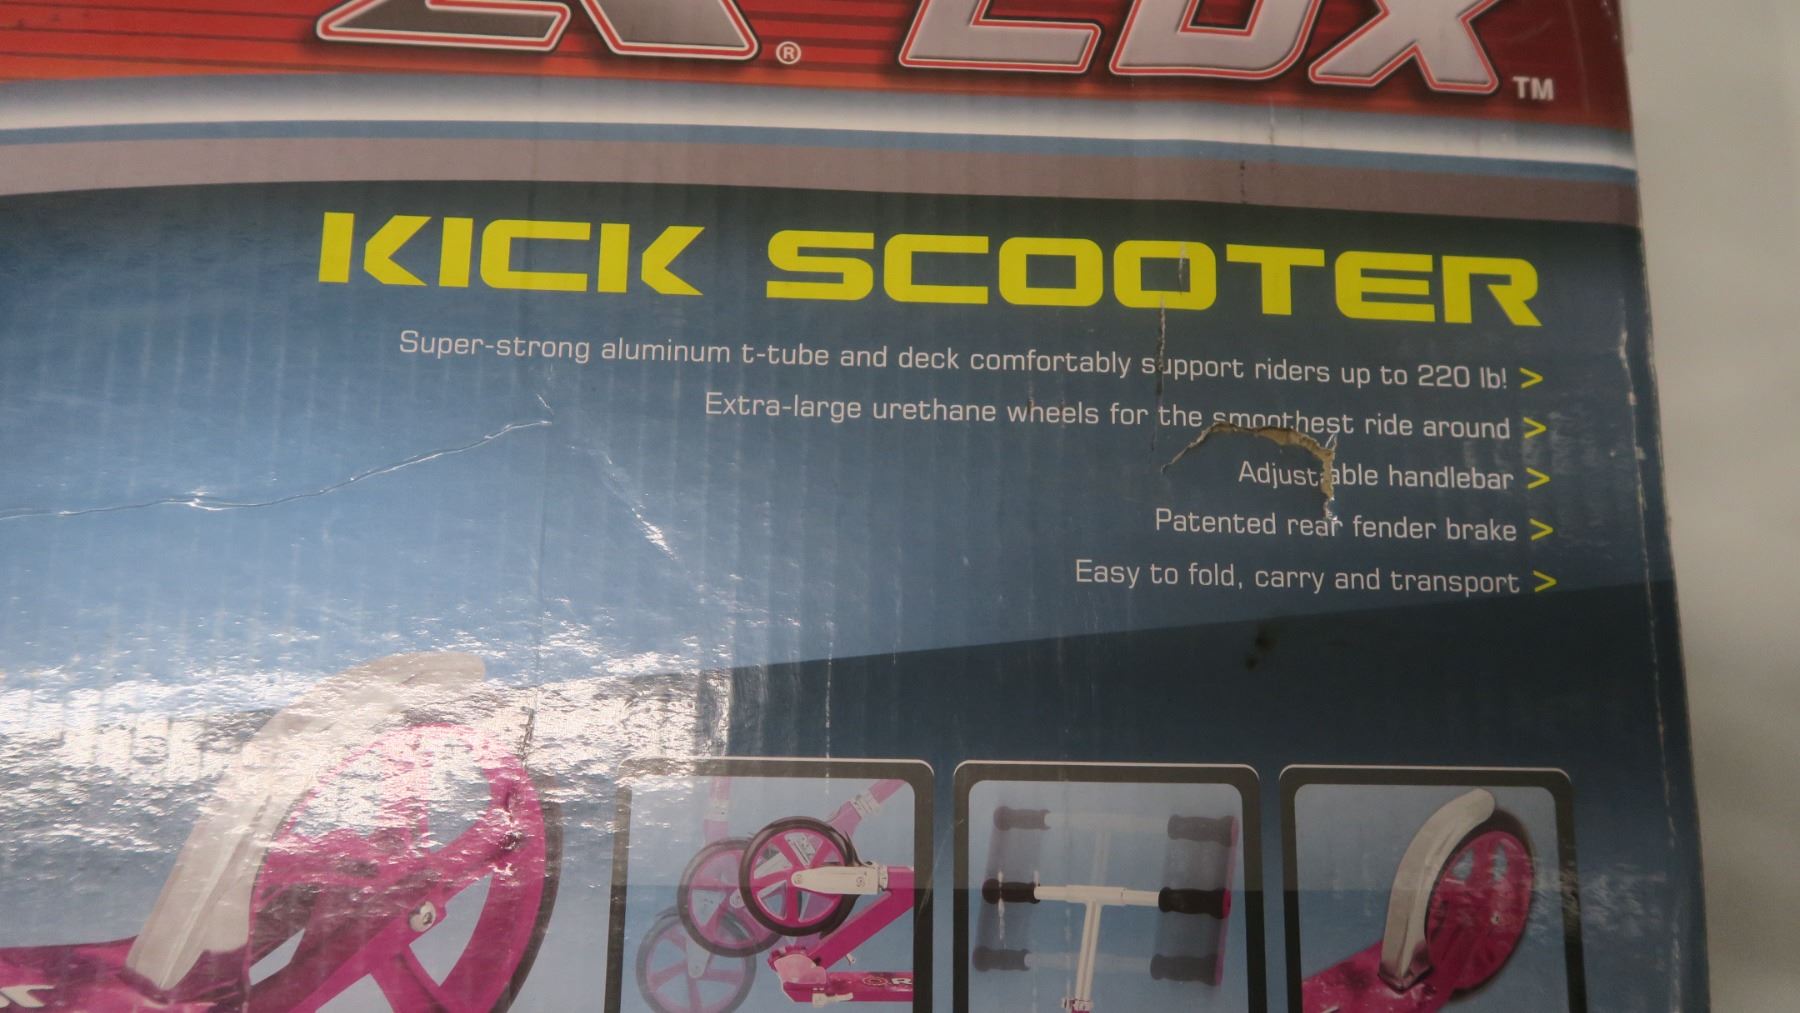 LUX™
KICK SCOOTER
Super-strong aluminum t-tube and deck comfortably support riders up to 220 lb! >
Extra-large urethane wheels for the smoothest ride around >
Adjustable handlebar >
Patented rear fender brake >
Easy to fold, carry and transport >